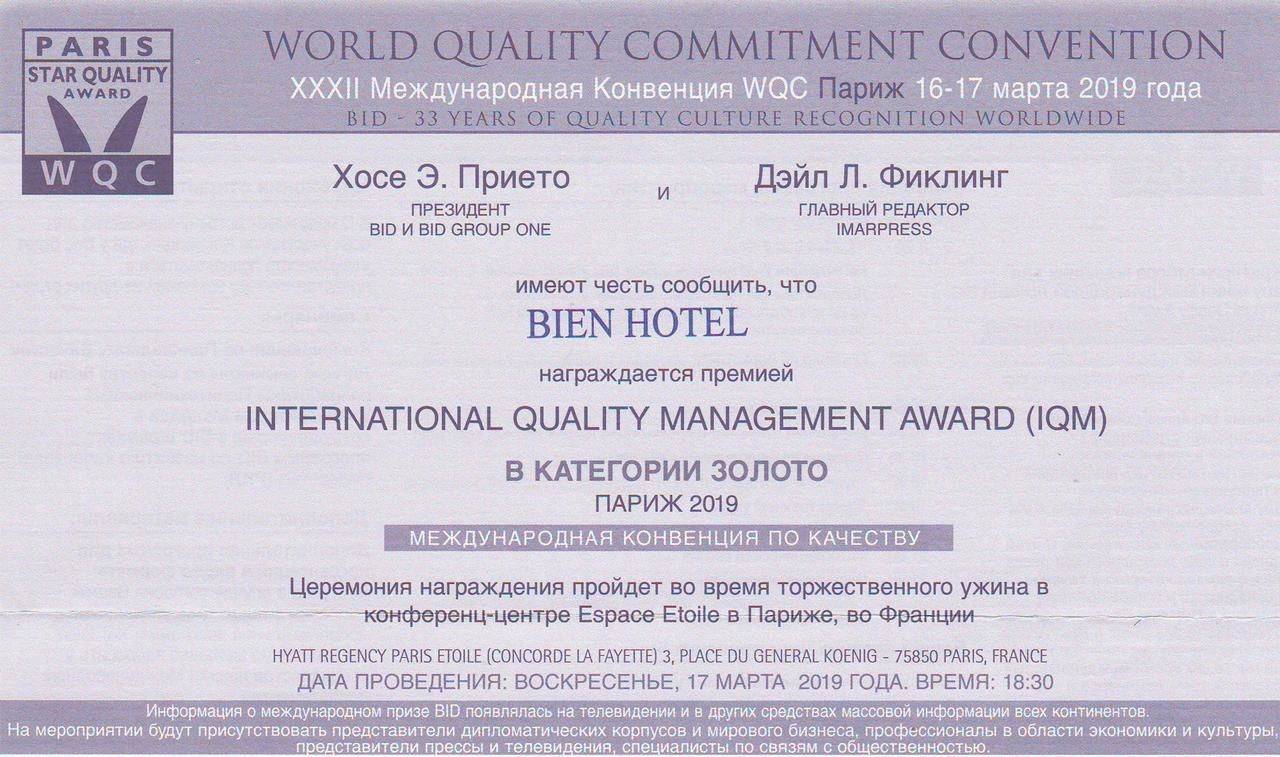 PARIS
STAR QUALITY
AWARD
WQC
WORLD QUALITY COMMITMENT CONVENTION
XXXII Международная Конвенция WQC Париж 16-17 марта 2019 года
BID - 33 YEARS OF QUALITY CULTURE RECOGNITION WORLDWIDE
Хосе Э. Прието и Дэйл Л. Фиклинг
ПРЕЗИДЕНТ ГЛАВНЫЙ РЕДАКТОР
BID И BID GROUP ONE IMARPRESS
имеют честь сообщить, что
BIEN HOTEL
награждается премией
INTERNATIONAL QUALITY MANAGEMENT AWARD (IQM)
В КАТЕГОРИИ ЗОЛОТО
ПАРИЖ 2019
МЕЖДУНАРОДНАЯ КОНВЕНЦИЯ ПО КАЧЕСТВУ
Церемония награждения пройдет во время торжественного ужина в
конференц-центре Espace Etoile в Париже, во Франции
HYATT REGENCY PARIS ETOILE (CONCORDE LA FAYETTE) 3, PLACE DU GENERAL KOENIG - 75850 PARIS, FRANCE
ДАТА ПРОВЕДЕНИЯ: ВОСКРЕСЕНЬЕ, 17 МАРТА 2019 ГОДА. ВРЕМЯ: 18:30
Информация о международном призе BID появлялась на телевидении и в других средствах массовой информации всех континентов.
На мероприятии будут присутствовать представители дипломатических корпусов и мирового бизнеса, профессионалы в области экономики и культуры,
представители прессы и телевидения, специалисты по связям с общественностью.